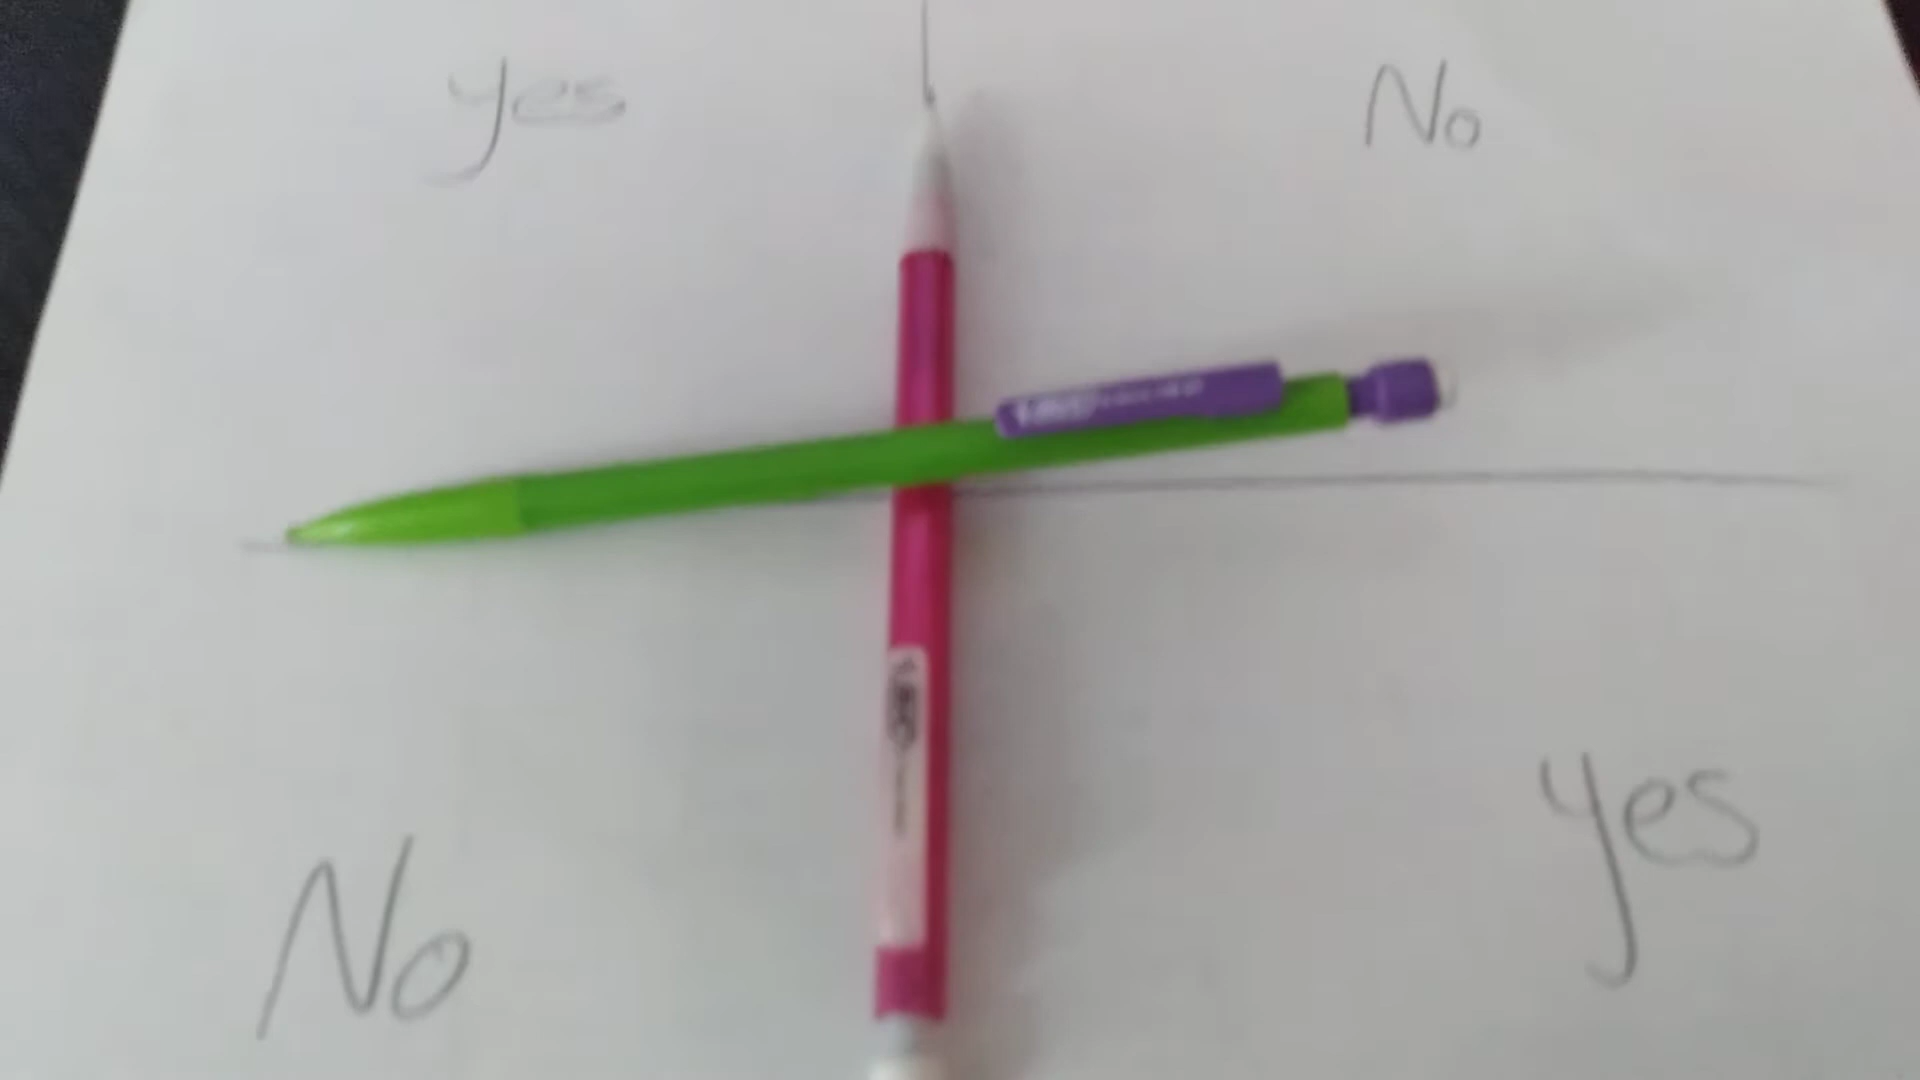 yes No
No yes